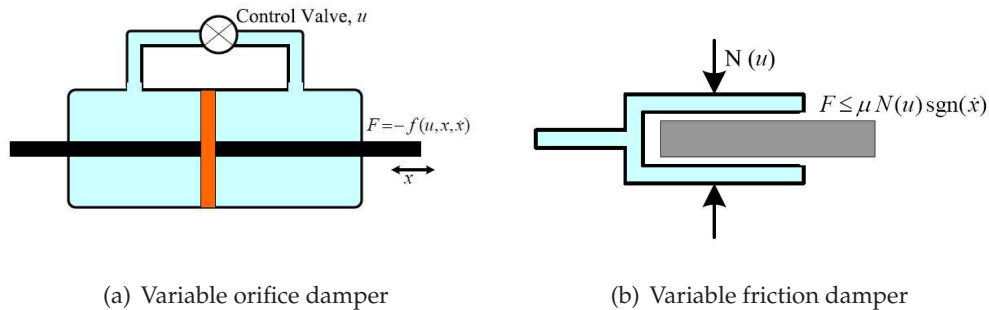 Control Valve, u
F=−f(u,x,ẋ)
x
N (u)
F ≤ μ N(u) sgn(ẋ)
(a) Variable orifice damper
(b) Variable friction damper